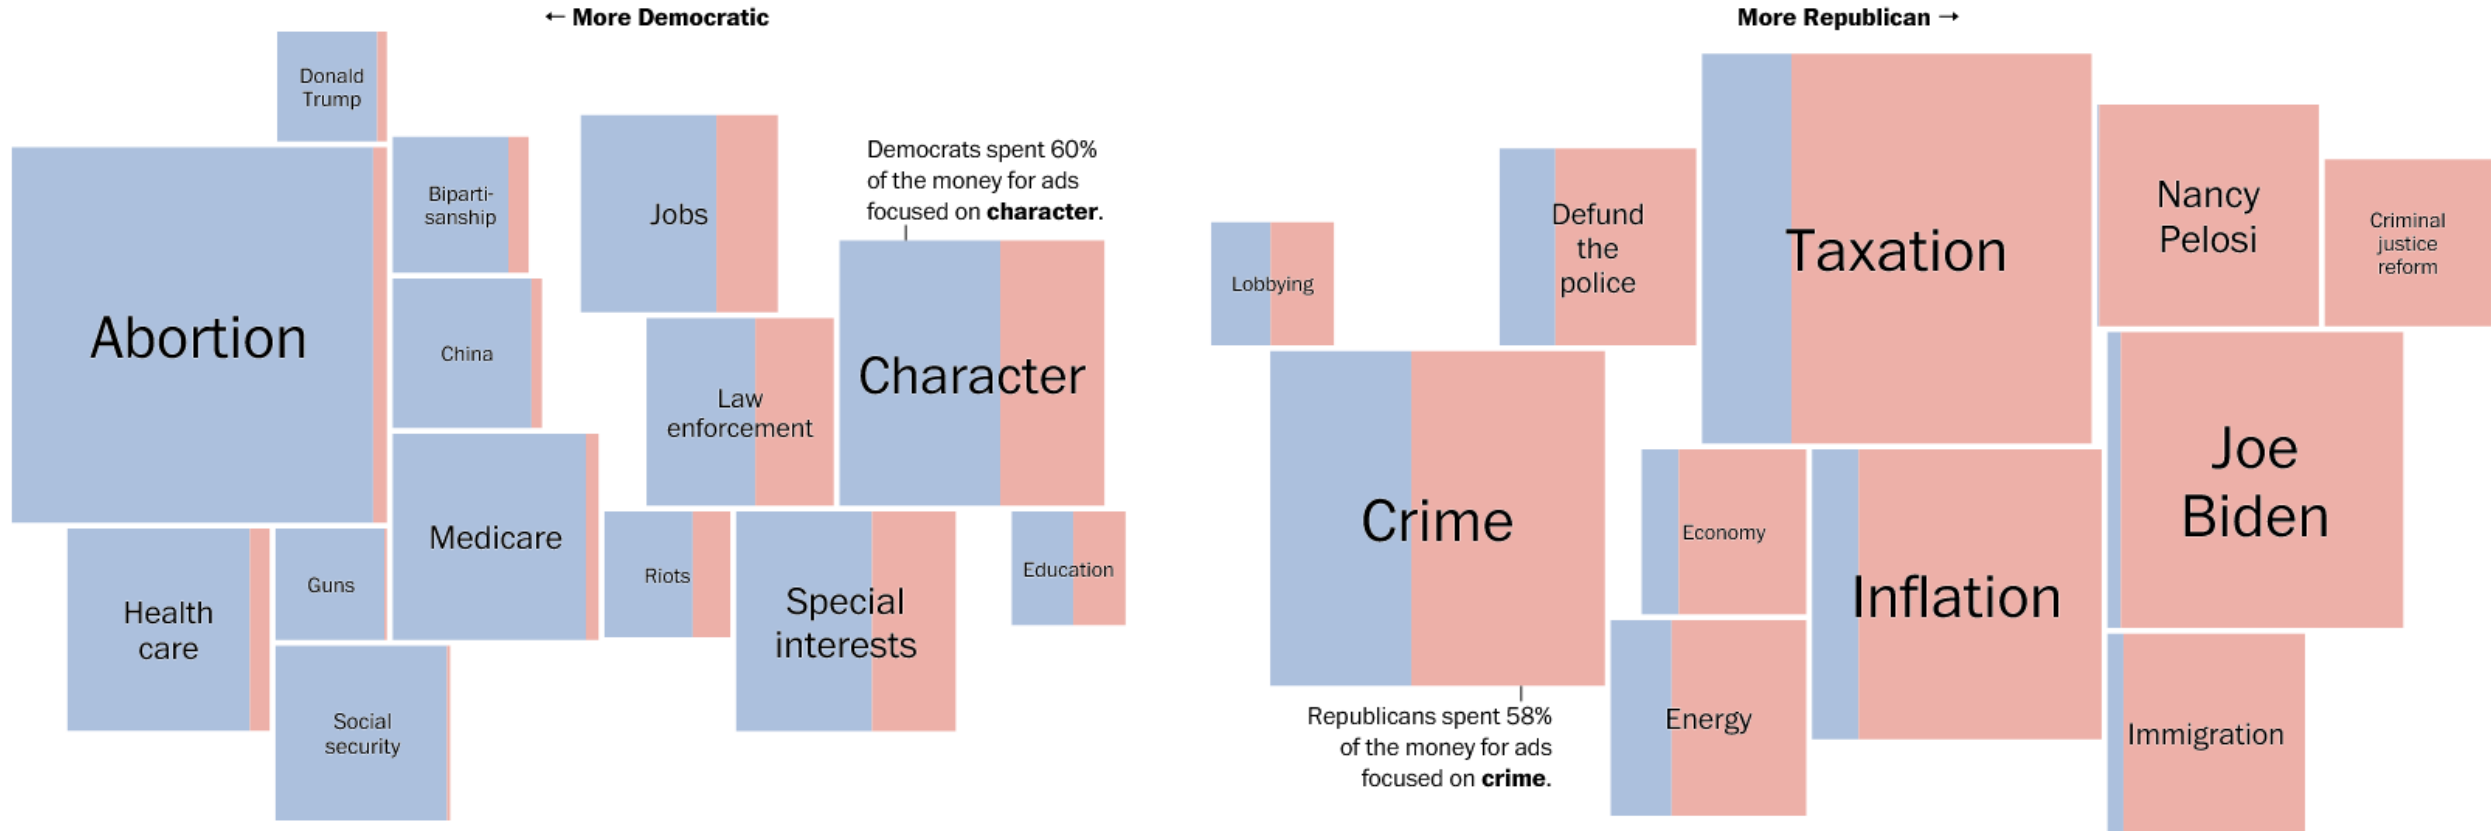 ← More Democratic
More Republican →
Donald
Trump
Abortion
Biparti-
sanship
China
Medicare
Health
care
Guns
Social
security
Jobs
Democrats spent 60%
of the money for ads
focused on character.
Law
enforcement
Character
Riots
Special
interests
Education
Lobbying
Defund
the
police
Taxation
Nancy
Pelosi
Criminal
justice
reform
Crime
Economy
Inflation
Joe
Biden
Energy
Immigration
Republicans spent 58%
of the money for ads
focused on crime.